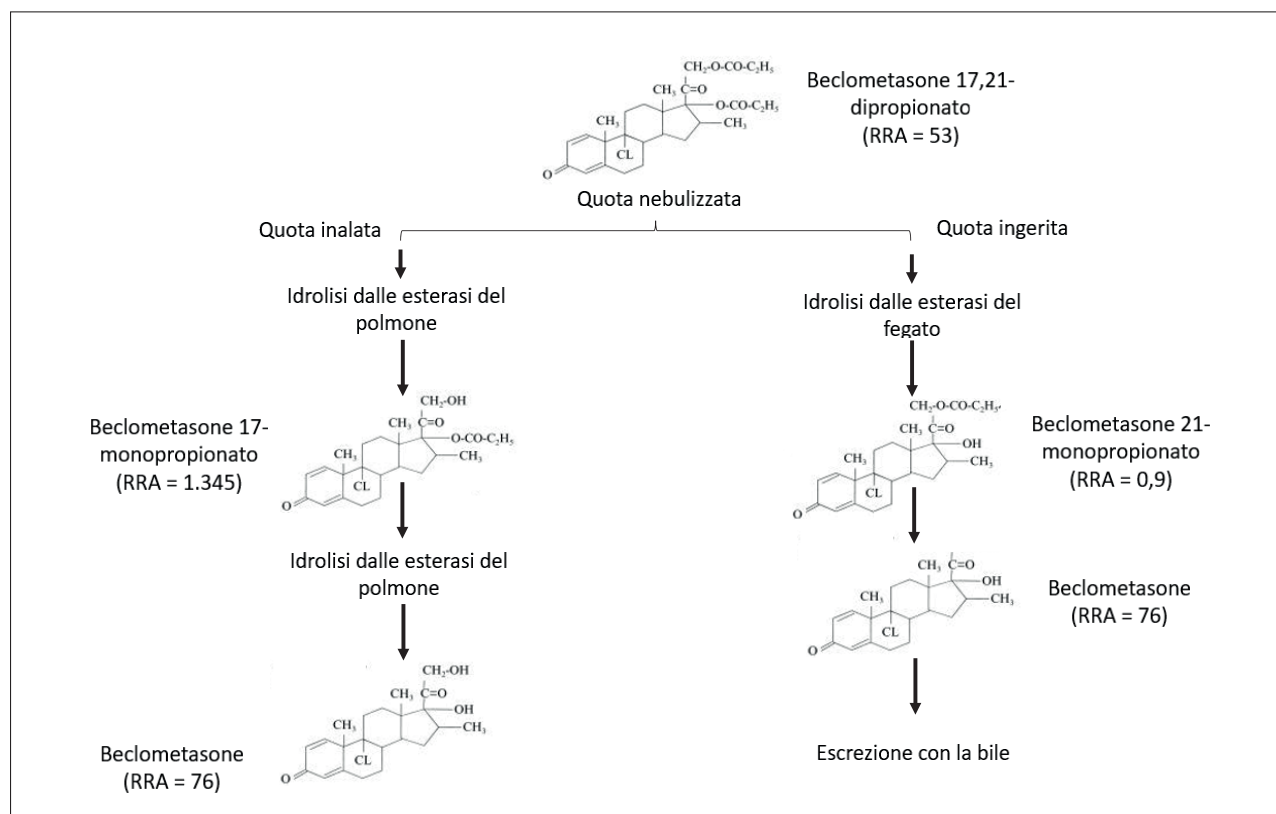 CH₂-O-CO-C₂H₅
CH₃ C=O
O-CO-C₂H₅
CH₃
CH₃
CL
O
Beclometasone 17,21-
dipropionato
(RRA = 53)
Quota nebulizzata
Quota inalata
Quota ingerita
Idrolisi dalle esterasi del
polmone
Idrolisi dalle esterasi del
fegato
Beclometasone 17-
monopropionato
(RRA = 1.345)
CH₂-OH
CH₃ C=O
O-CO-C₂H₅
CH₃
CH₃
CL
O
CH₂-O-CO-C₂H₅,
CH₃ C=O
OH
CH₃
CH₃
CL
O
Beclometasone 21-
monopropionato
(RRA = 0,9)
Idrolisi dalle esterasi del
polmone
CH₃ C=O
OH
CH₃
CH₃
CL
O
Beclometasone
(RRA = 76)
Beclometasone
(RRA = 76)
CH₂-OH
CH₃ C=O
OH
CH₃
CH₃
CL
O
Escrezione con la bile